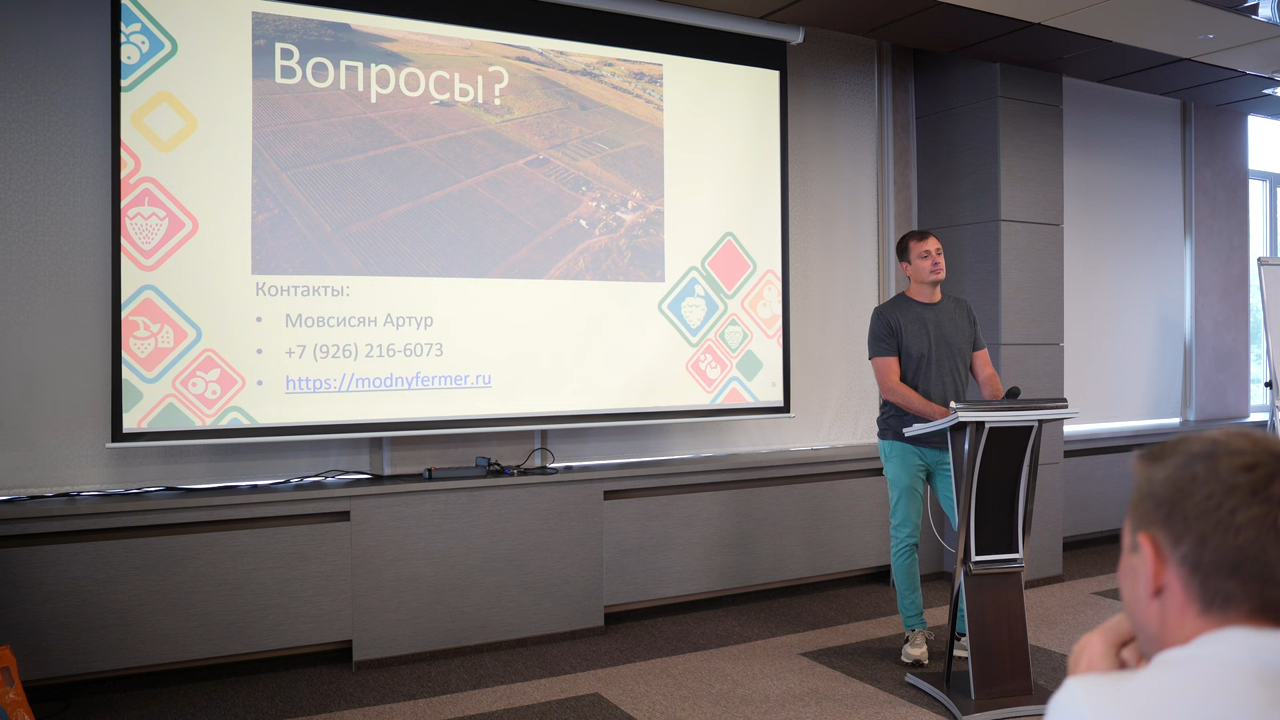 Вопросы?
Контакты:
• Мовсисян Артур
• +7 (926) 216-6073
• https://modnyfermer.ru